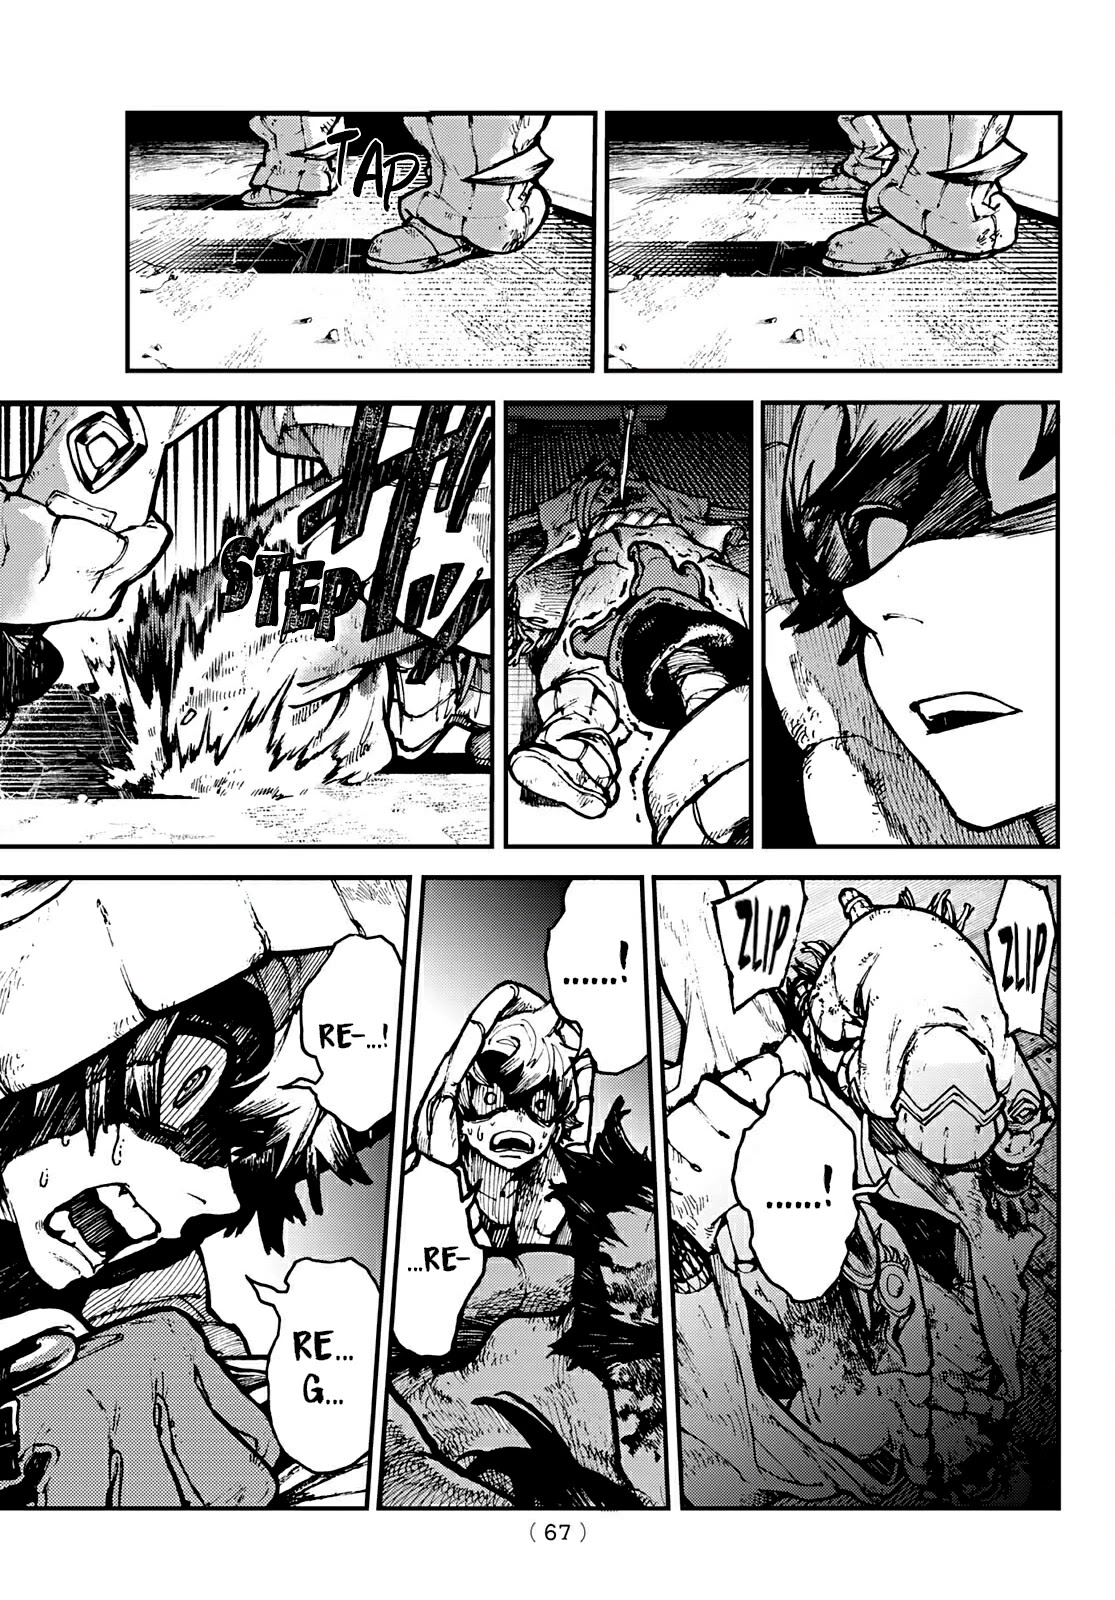 TAP
STEP
ZLIP
ZLIP
........!
........!
...RE-
RE-...!
RE...
G...
( 67 )